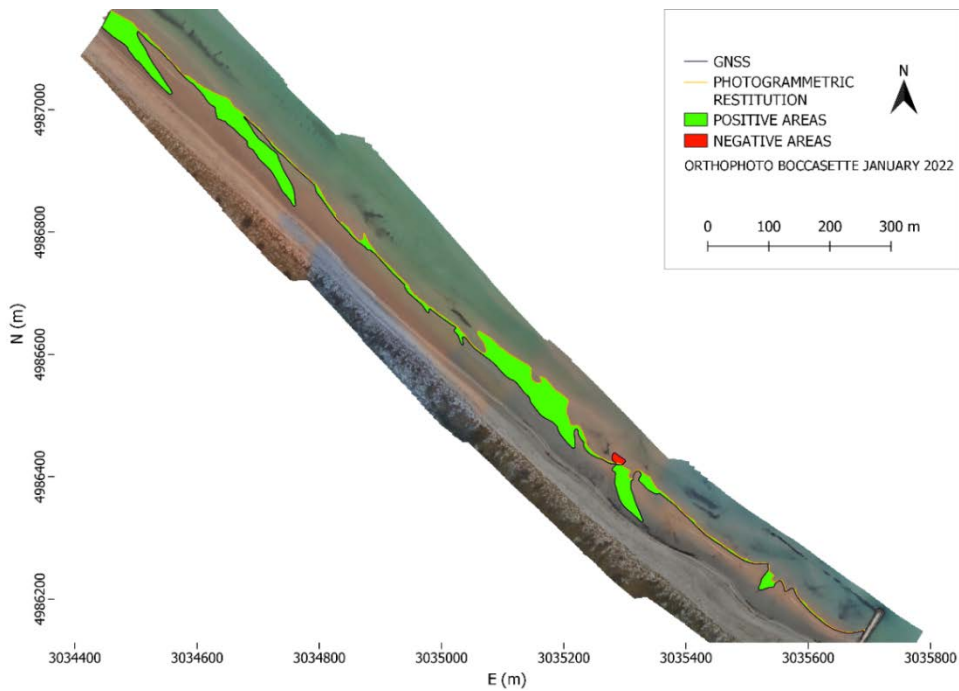 GNSS
N
PHOTOGRAMMETRIC
RESTITUTION
POSITIVE AREAS
NEGATIVE AREAS
ORTHOPHOTO BOCCASETTE JANUARY 2022
0 100 200 300 m
4987000
4986800
4986600
4986400
4986200
N (m)
3034400 3034600 3034800 3035000 3035200 3035400 3035600 3035800
E (m)